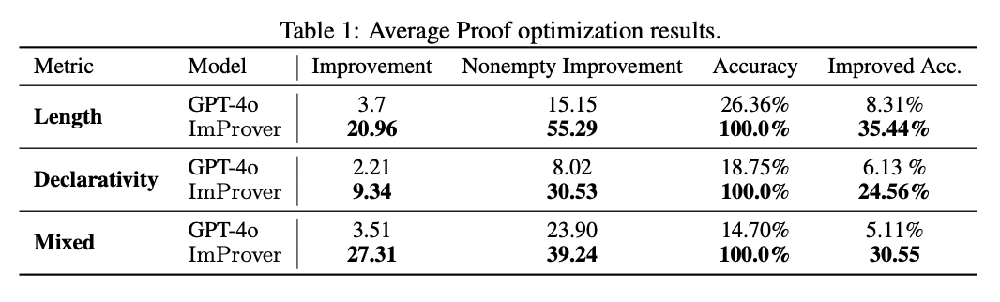 Table 1: Average Proof optimization results.
Metric Model Improvement Nonempty Improvement Accuracy Improved Acc.
Length GPT-4o 3.7 15.15 26.36% 8.31%
ImProver 20.96 55.29 100.0% 35.44%
Declarativity GPT-4o 2.21 8.02 18.75% 6.13 %
ImProver 9.34 30.53 100.0% 24.56%
Mixed GPT-4o 3.51 23.90 14.70% 5.11%
ImProver 27.31 39.24 100.0% 30.55